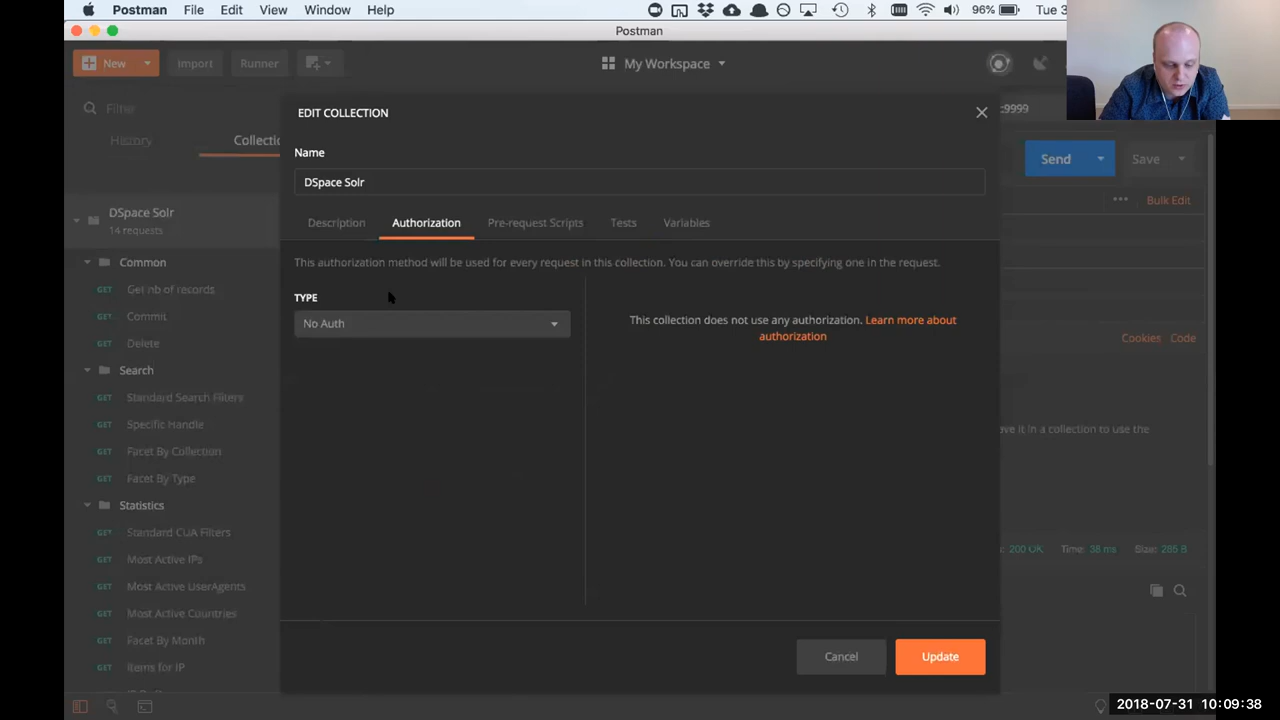 Postman File Edit View Window Help 96% Tue 3
Postman
New Import Runner My Workspace
Filter
EDIT COLLECTION
:9999
History Collectio
Name
Send Save
DSpace Solr
Bulk Edit
DSpace Solr
14 requests
Description Authorization Pre-request Scripts Tests Variables
Common
This authorization method will be used for every request in this collection. You can override this by specifying one in the request.
GET Get nb of records
TYPE
GET Commit
No Auth
This collection does not use any authorization. Learn more about
authorization
GET Delete
Cookies Code
Search
GET Standard Search Filters
GET Specific Handle
ave it in a collection to use the
GET Facet By Collection
GET Facet By Type
Statistics
GET Standard CUA Filters
GET Most Active IPs
200 OK Time: 38 ms Size: 285 B
GET Most Active UserAgents
GET Most Active Countries
GET Facet By Month
GET Items for IP
Cancel Update
2018-07-31 10:09:38